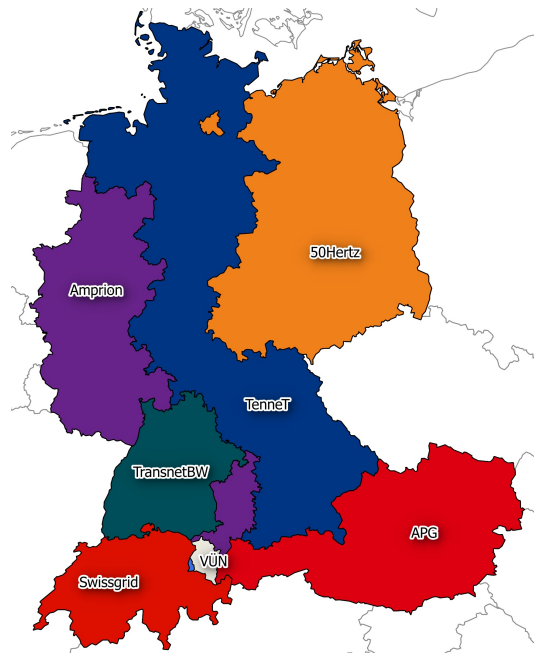 50Hertz
Amprion
TenneT
TransnetBW
APG
VÜN
Swissgrid